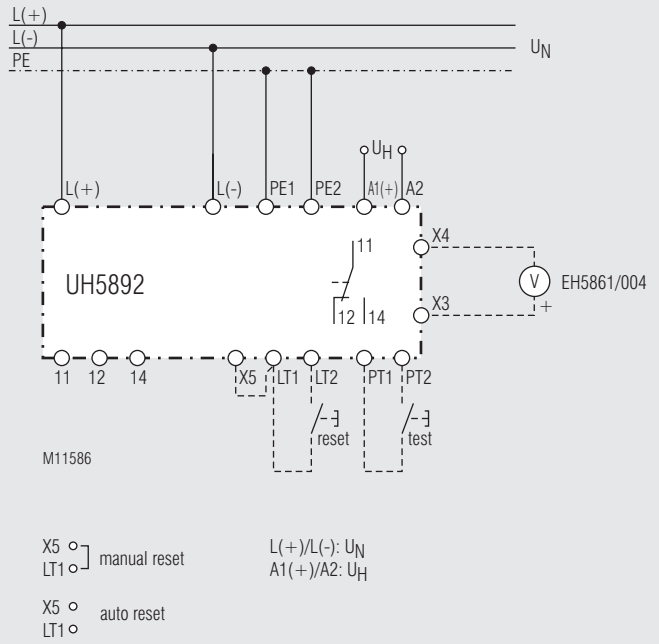 L(+)
L(-)
PE
UN
UH
L(+) L(-) PE1 PE2 A1(+) A2
X4
11
UH5892
V EH5861/004
X3
+
12 14
11 12 14 X5 LT1 LT2 PT1 PT2
reset test
M11586
X5 manual reset
LT1
L(+)/L(-): UN
A1(+)/A2: UH
X5 auto reset
LT1